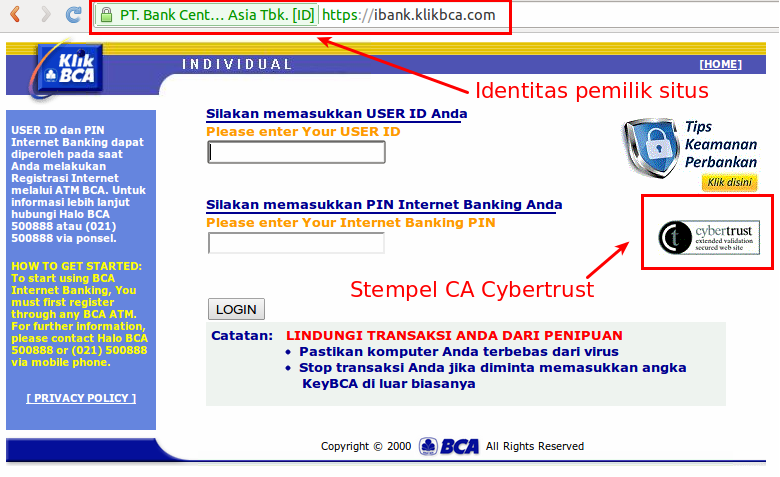 PT. Bank Cent... Asia Tbk. [ID] https://ibank.klikbca.com
Klik
BCA
INDIVIDUAL
[HOME]
Identitas pemilik situs
USER ID dan PIN
Internet Banking dapat
diperoleh pada saat
Anda melakukan
Registrasi Internet
melalui ATM BCA. Untuk
informasi lebih lanjut
hubungi Halo BCA
500888 atau (021)
500888 via ponsel.
HOW TO GET STARTED:
To start using BCA
Internet Banking, You
must first register
through any BCA ATM.
For further information,
please contact Halo BCA
500888 or (021) 500888
via mobile phone.
[ PRIVACY POLICY ]
Silakan memasukkan USER ID Anda
Please enter Your USER ID
Silakan memasukkan PIN Internet Banking Anda
Please enter Your Internet Banking PIN
LOGIN
Tips
Keamanan
Perbankan
Klik disini
cybertrust
extended validation
secured web site
Stempel CA Cybertrust
Catatan: LINDUNGI TRANSAKSI ANDA DARI PENIPUAN
• Pastikan komputer Anda terbebas dari virus
• Stop transaksi Anda jika diminta memasukkan angka
KeyBCA di luar biasanya
Copyright © 2000 BCA All Rights Reserved